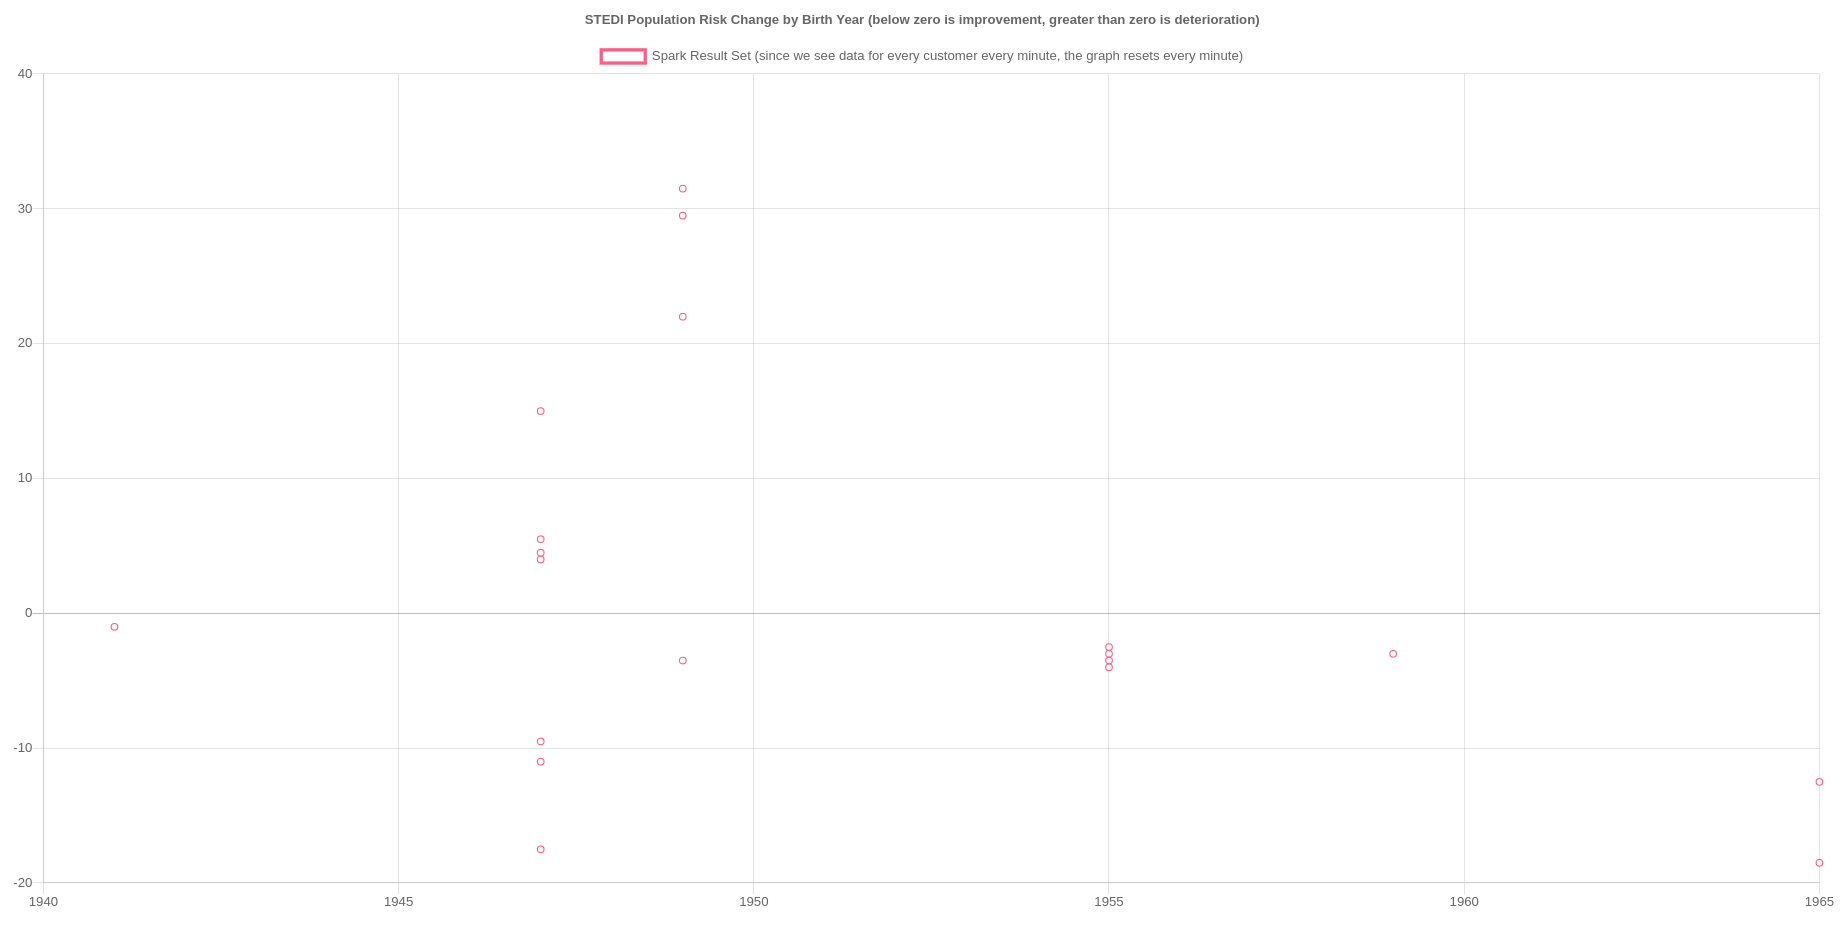 STEDI Population Risk Change by Birth Year (below zero is improvement, greater than zero is deterioration)
Spark Result Set (since we see data for every customer every minute, the graph resets every minute)
40
30
20
10
0
-10
-20
1940 1945 1950 1955 1960 1965